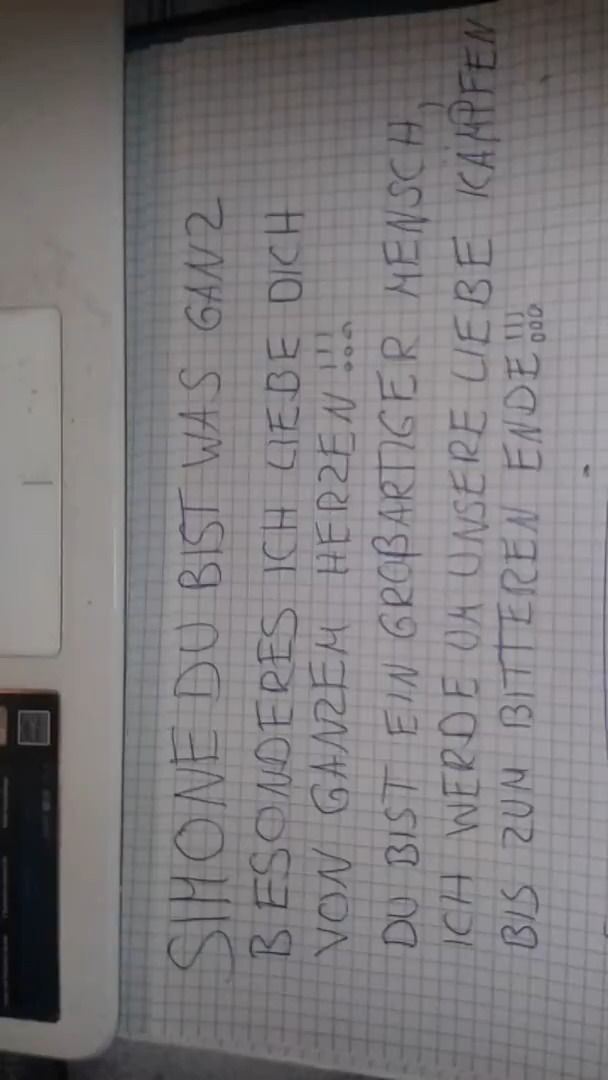 SIMONE DU BIST WAS GANZ
BESONDERES ICH LIEBE DICH
VON GANZEM HERZEN!!!
DU BIST EIN GROßARTIGER MENSCH,
ICH WERDE UM UNSERE LIEBE KÄMPFEN
BIS ZUM BITTEREN ENDE!!!